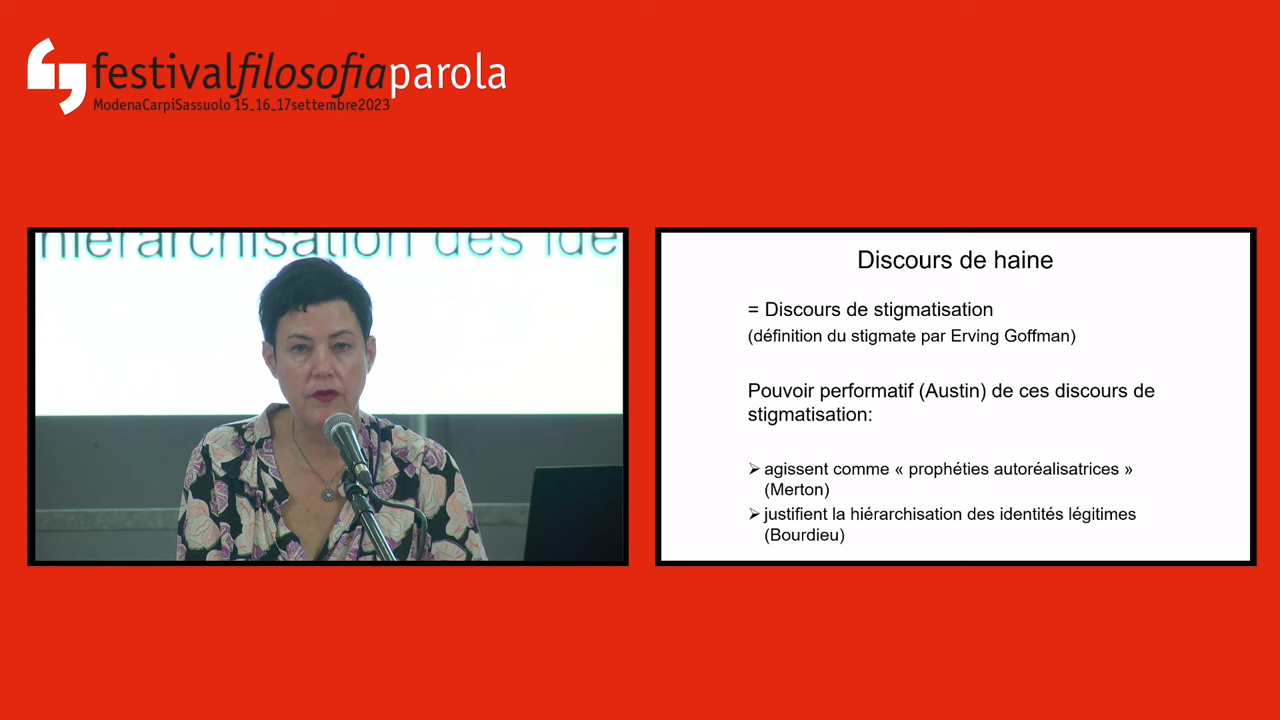 festivalfilosofiaparola
ModenaCarpiSassuolo 15_16_17settembre2023
hiérarchisation des ide
Discours de haine
= Discours de stigmatisation
(définition du stigmate par Erving Goffman)
Pouvoir performatif (Austin) de ces discours de
stigmatisation:
➢ agissent comme « prophéties autoréalisatrices »
(Merton)
➢ justifient la hiérarchisation des identités légitimes
(Bourdieu)